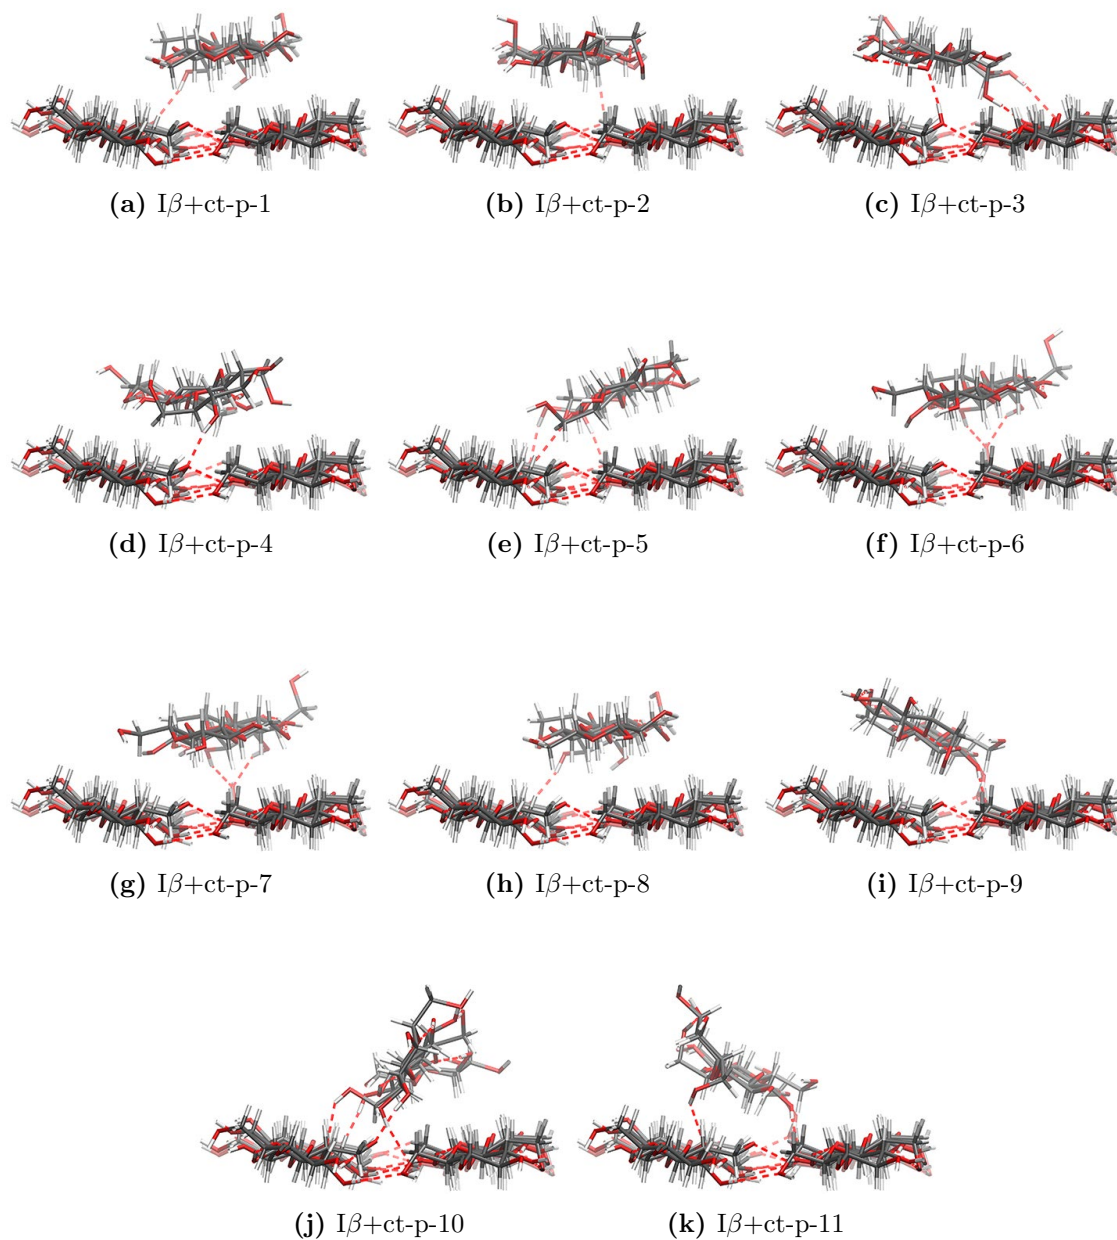 (a) Iβ+ct-p-1
(b) Iβ+ct-p-2
(c) Iβ+ct-p-3
(d) Iβ+ct-p-4
(e) Iβ+ct-p-5
(f) Iβ+ct-p-6
(g) Iβ+ct-p-7
(h) Iβ+ct-p-8
(i) Iβ+ct-p-9
(j) Iβ+ct-p-10
(k) Iβ+ct-p-11